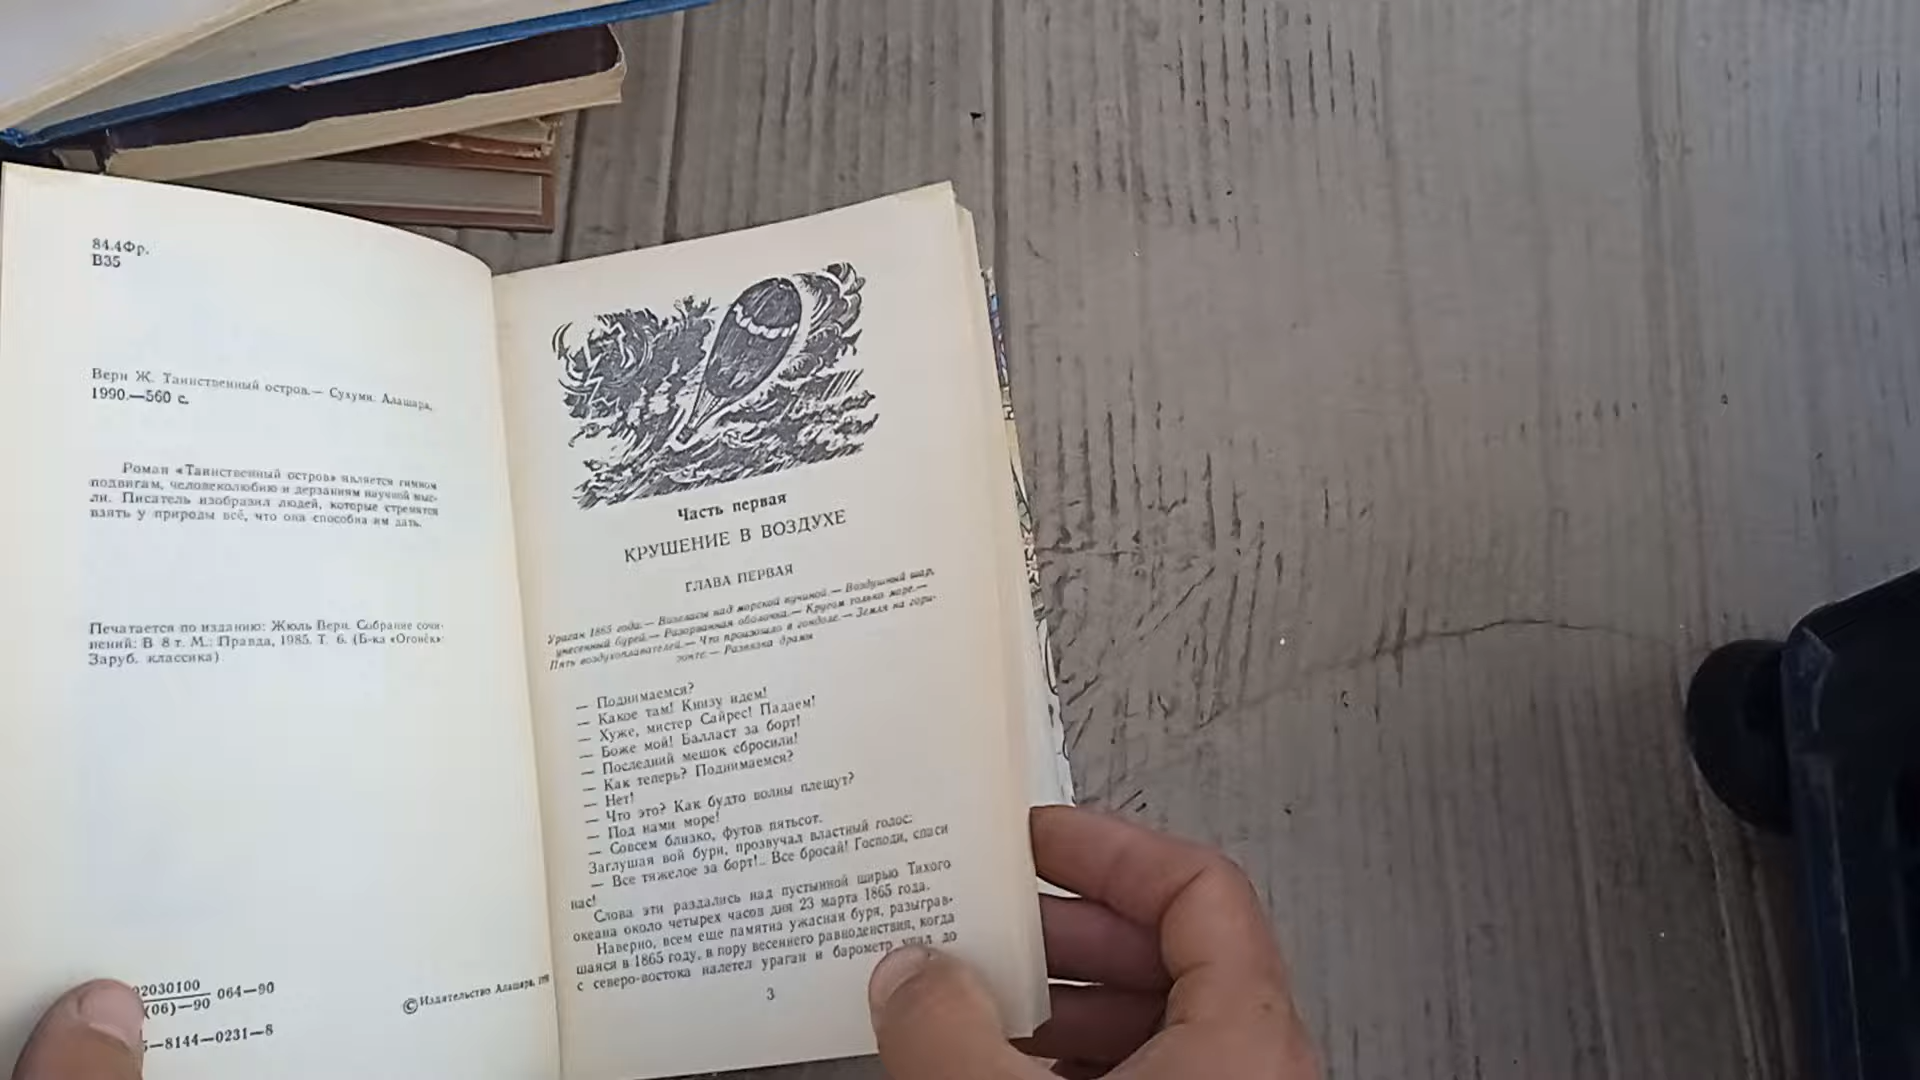 84.4Фр.
В35
Верн Ж. Таинственный остров.— Сухуми: Алашара,
1990.—560 с.
Роман «Таинственный остров» является гимном
подвигам, человеколюбию и дерзаниям научной мыс-
ли. Писатель изобразил людей, которые стремятся
взять у природы всё, что она способна им дать.
Печатается по изданию: Жюль Верн. Собрание сочи-
нений: В 8 т. М.: Правда, 1985. Т. 6. (Б-ка «Огонёк»:
Заруб. классика)
02030100
(06)—90
064—90
5—8144—0231—8
© Издательство Алашара,
Часть первая
КРУШЕНИЕ В ВОЗДУХЕ
ГЛАВА ПЕРВАЯ
Ураган 1865 года.— Возгласы над морской пучиной.— Воздушный шар,
унесенный бурей.— Разорванная оболочка.— Кругом только море.—
Пять воздухоплавателей.— Что произошло в гондоле.— Земля на гори-
зонте.— Развязка драмы
— Поднимаемся?
— Какое там! Книзу идем!
— Хуже, мистер Сайрес! Падаем!
— Боже мой! Балласт за борт!
— Последний мешок сбросили!
— Как теперь? Поднимаемся?
— Нет!
— Что это? Как будто волны плещут?
— Под нами море!
— Совсем близко, футов пятьсот.
Заглушая вой бури, прозвучал властный голос:
— Все тяжелое за борт!.. Все бросай! Господи, спаси
нас!
Слова эти раздались над пустынной ширью Тихого
океана около четырех часов дня 23 марта 1865 года.
Наверно, всем еще памятна ужасная буря, разыграв-
шаяся в 1865 году, в пору весеннего равноденствия, когда
с северо-востока налетел ураган и барометр упал до
3